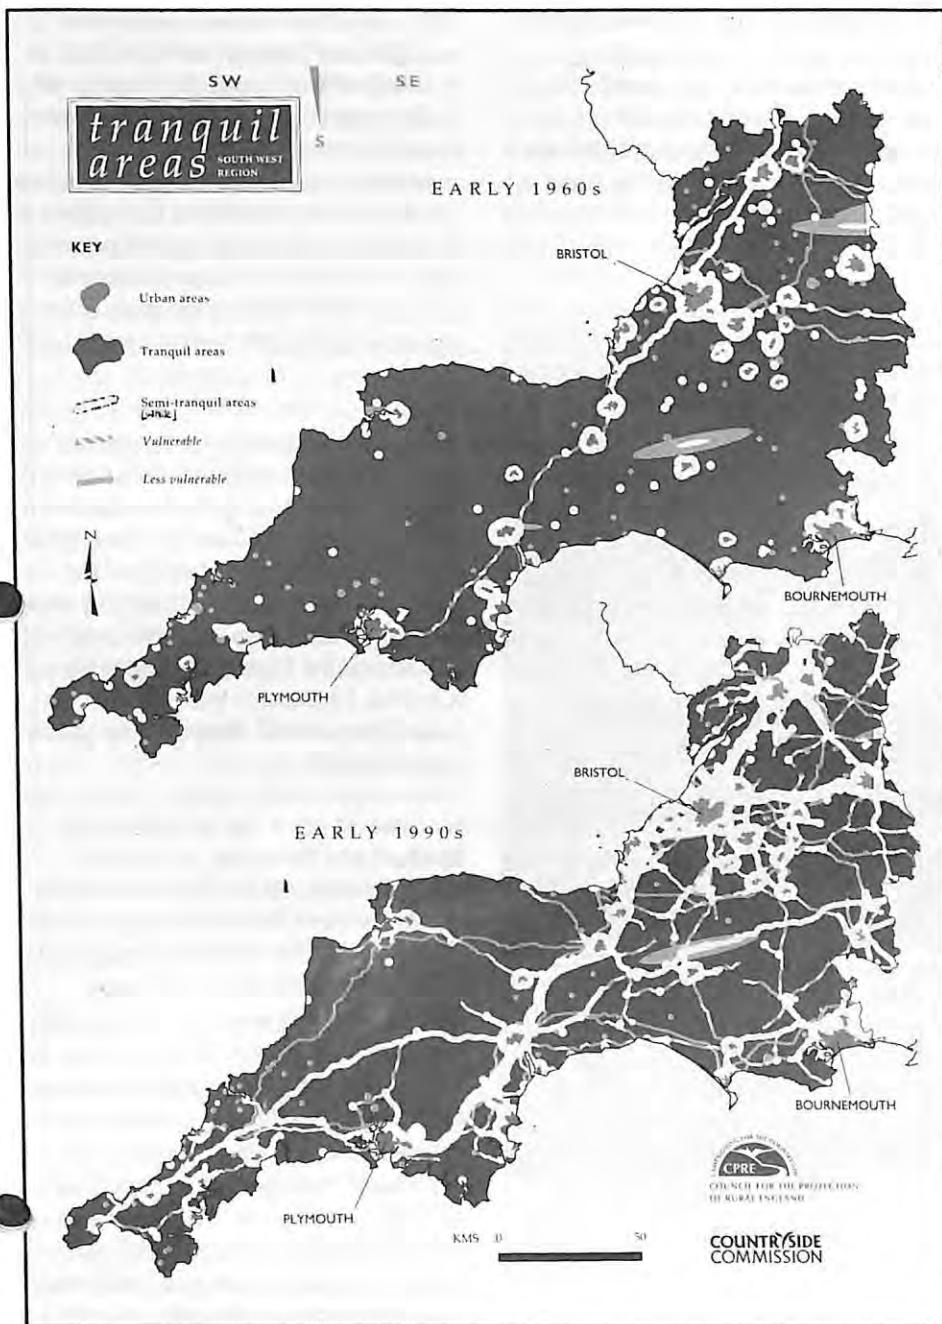 SW SE
S
tranquil
areas SOUTH WEST
REGION
EARLY 1960s
KEY
Urban areas
Tranquil areas
Semi-tranquil areas
Vulnerable
Less vulnerable
N
BRISTOL
BOURNEMOUTH
PLYMOUTH
EARLY 1990s
BRISTOL
BOURNEMOUTH
PLYMOUTH
CPRE
COUNCIL FOR THE PROTECTION
OF RURAL ENGLAND
KMS 0 50
COUNTRYSIDE
COMMISSION